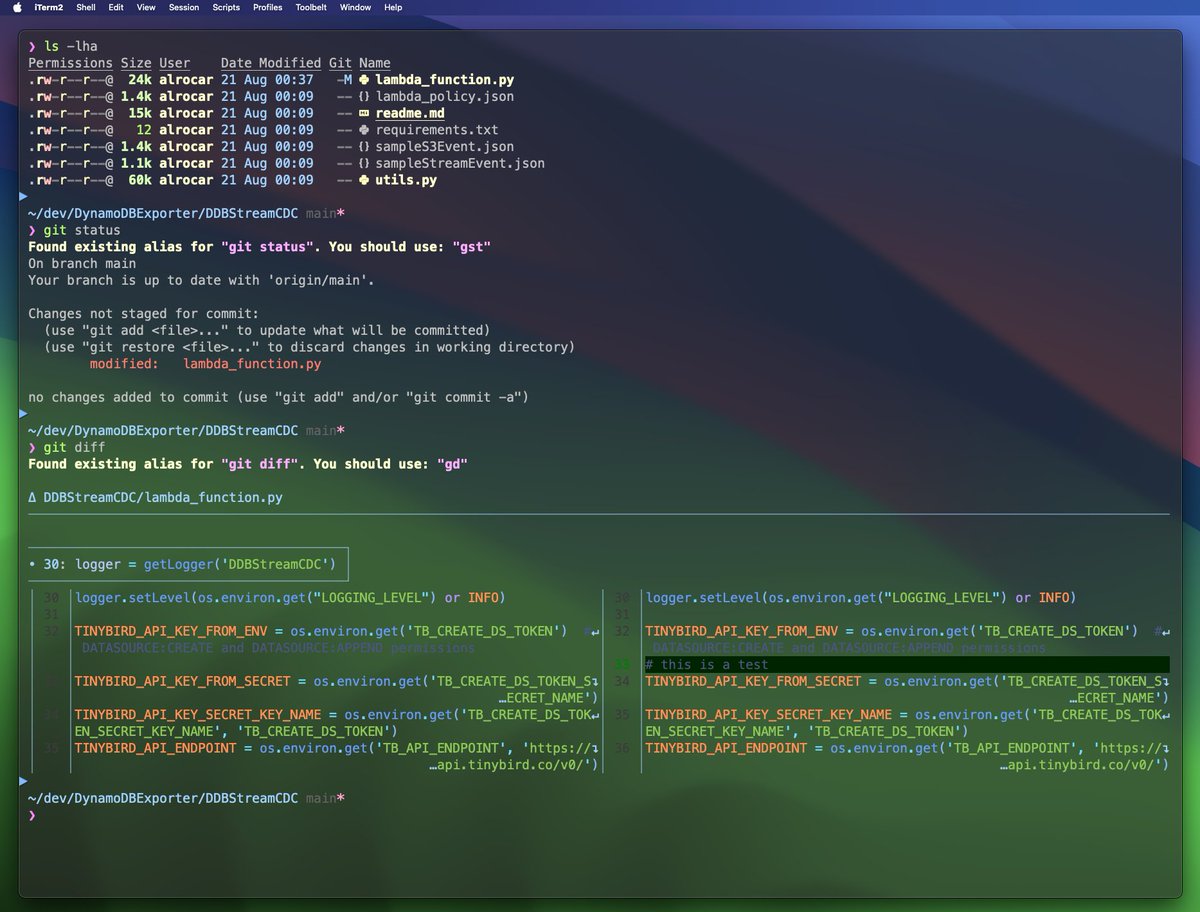 iTerm2 Shell Edit View Session Scripts Profiles Toolbelt Window Help
❯ ls -lha
Permissions Size User Date Modified Git Name
.rw-r--r--@ 24k alrocar 21 Aug 00:37 -M lambda_function.py
.rw-r--r--@ 1.4k alrocar 21 Aug 00:09 -- {} lambda_policy.json
.rw-r--r--@ 15k alrocar 21 Aug 00:09 -- readme.md
.rw-r--r--@ 12 alrocar 21 Aug 00:09 -- requirements.txt
.rw-r--r--@ 1.4k alrocar 21 Aug 00:09 -- {} sampleS3Event.json
.rw-r--r--@ 1.1k alrocar 21 Aug 00:09 -- {} sampleStreamEvent.json
.rw-r--r--@ 60k alrocar 21 Aug 00:09 -- utils.py
~/dev/DynamoDBExporter/DDBStreamCDC main*
❯ git status
Found existing alias for "git status". You should use: "gst"
On branch main
Your branch is up to date with 'origin/main'.
Changes not staged for commit:
(use "git add <file>..." to update what will be committed)
(use "git restore <file>..." to discard changes in working directory)
modified: lambda_function.py
no changes added to commit (use "git add" and/or "git commit -a")
~/dev/DynamoDBExporter/DDBStreamCDC main*
❯ git diff
Found existing alias for "git diff". You should use: "gd"
Δ DDBStreamCDC/lambda_function.py
• 30: logger = getLogger('DDBStreamCDC')
30 logger.setLevel(os.environ.get("LOGGING_LEVEL") or INFO)
31
32 TINYBIRD_API_KEY_FROM_ENV = os.environ.get('TB_CREATE_DS_TOKEN') #↵
DATASOURCE:CREATE and DATASOURCE:APPEND permissions
33 TINYBIRD_API_KEY_FROM_SECRET = os.environ.get('TB_CREATE_DS_TOKEN_S↴
…ECRET_NAME')
34 TINYBIRD_API_KEY_SECRET_KEY_NAME = os.environ.get('TB_CREATE_DS_TOK↵
EN_SECRET_KEY_NAME', 'TB_CREATE_DS_TOKEN')
35 TINYBIRD_API_ENDPOINT = os.environ.get('TB_API_ENDPOINT', 'https://↴
…api.tinybird.co/v0/')
30 logger.setLevel(os.environ.get("LOGGING_LEVEL") or INFO)
31
32 TINYBIRD_API_KEY_FROM_ENV = os.environ.get('TB_CREATE_DS_TOKEN') #↵
DATASOURCE:CREATE and DATASOURCE:APPEND permissions
33 # this is a test
34 TINYBIRD_API_KEY_FROM_SECRET = os.environ.get('TB_CREATE_DS_TOKEN_S↴
…ECRET_NAME')
35 TINYBIRD_API_KEY_SECRET_KEY_NAME = os.environ.get('TB_CREATE_DS_TOK↵
EN_SECRET_KEY_NAME', 'TB_CREATE_DS_TOKEN')
36 TINYBIRD_API_ENDPOINT = os.environ.get('TB_API_ENDPOINT', 'https://↴
…api.tinybird.co/v0/')
~/dev/DynamoDBExporter/DDBStreamCDC main*
❯